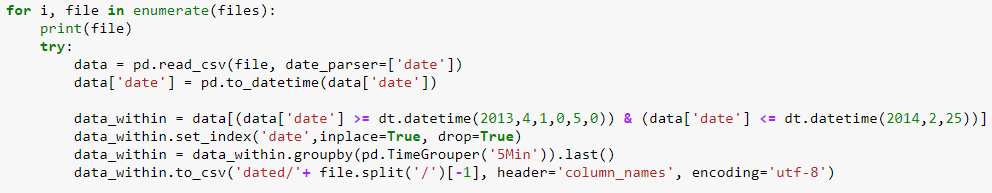 for i, file in enumerate(files):
    print(file)
    try:
        data = pd.read_csv(file, date_parser=['date'])
        data['date'] = pd.to_datetime(data['date'])

        data_within = data[(data['date'] >= dt.datetime(2013,4,1,0,5,0)) & (data['date'] <= dt.datetime(2014,2,25))]
        data_within.set_index('date',inplace=True, drop=True)
        data_within = data_within.groupby(pd.TimeGrouper('5Min')).last()
        data_within.to_csv('dated/'+ file.split('/')[-1], header='column_names', encoding='utf-8')